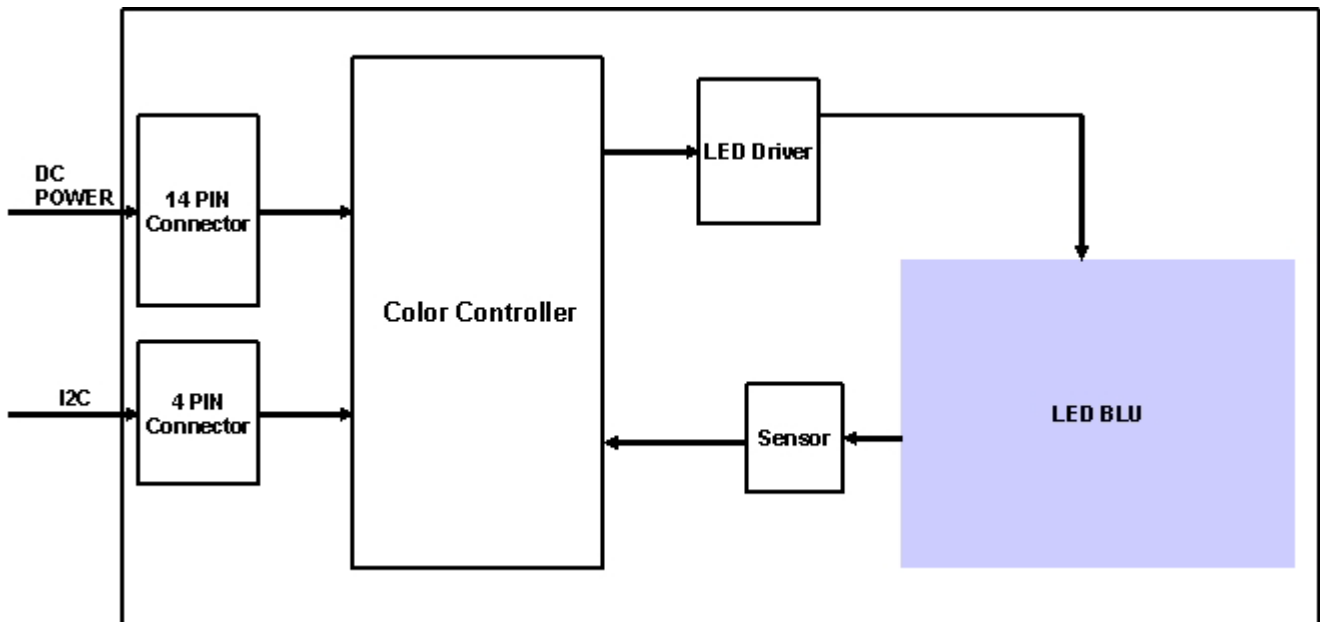 DC
POWER
14 PIN
Connector
Color Controller
LED Driver
I2C
4 PIN
Connector
Sensor
LED BLU